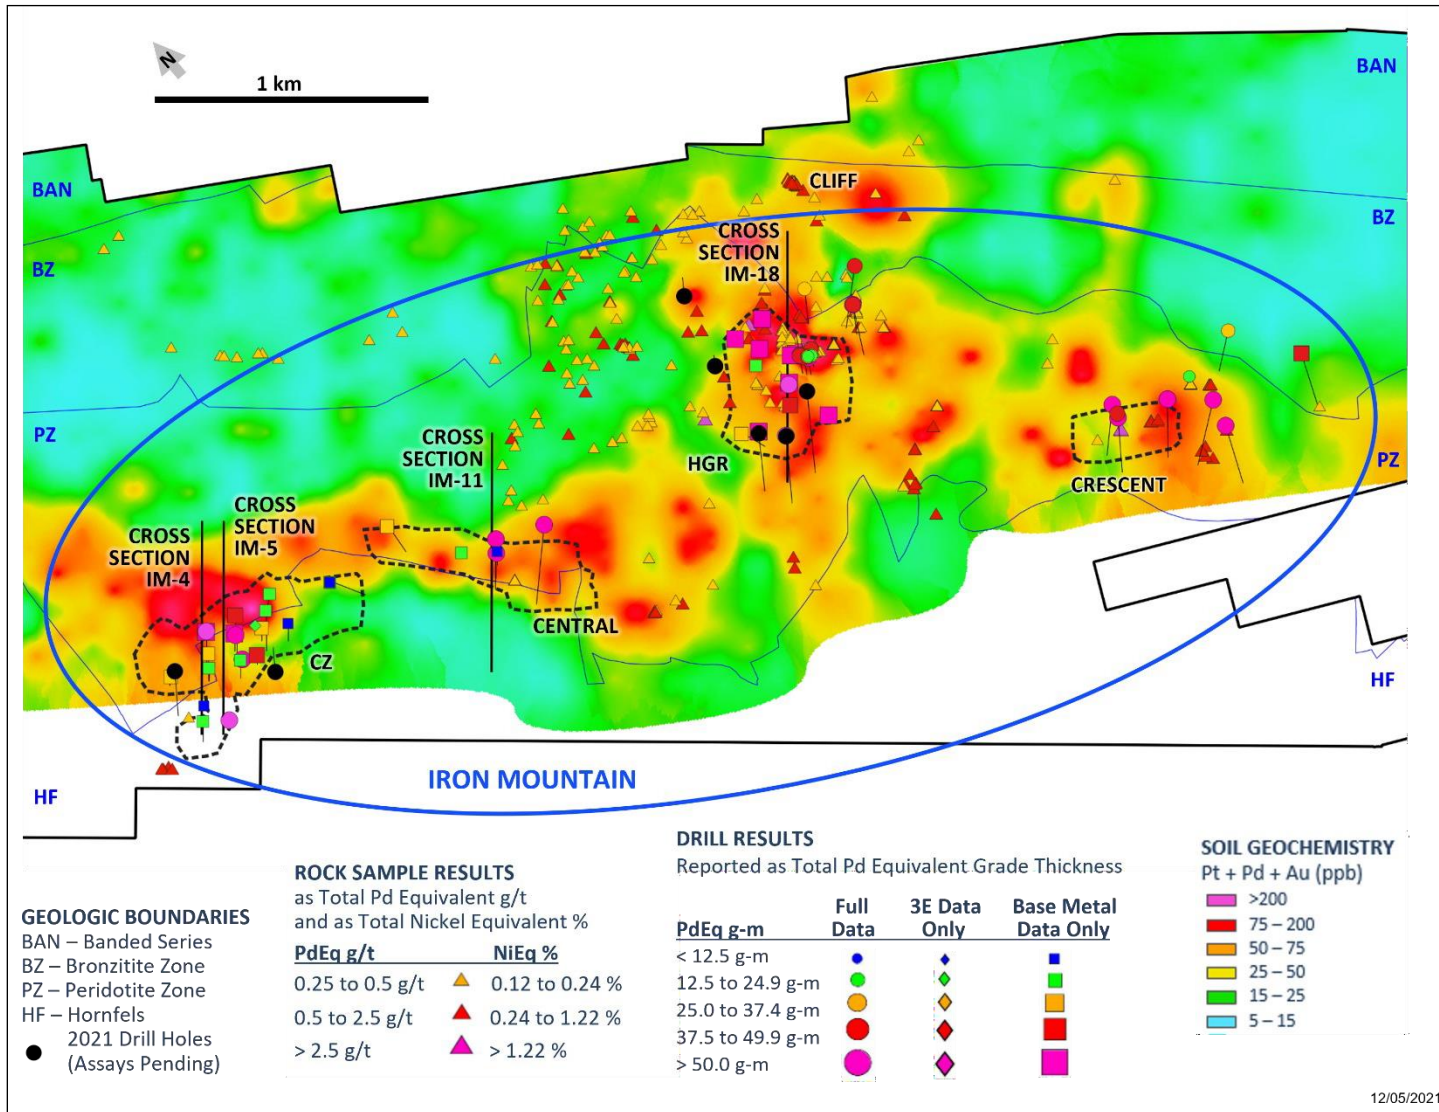 N
1 km
BAN
BAN
CLIFF
BZ
BZ
CROSS
SECTION
IM-18
PZ
CROSS
SECTION
IM-11
HGR
PZ
CRESCENT
CROSS
SECTION
IM-5
CROSS
SECTION
IM-4
CENTRAL
CZ
HF
IRON MOUNTAIN
HF
GEOLOGIC BOUNDARIES
BAN – Banded Series
BZ – Bronzitite Zone
PZ – Peridotite Zone
HF – Hornfels
2021 Drill Holes
(Assays Pending)
ROCK SAMPLE RESULTS
as Total Pd Equivalent g/t
and as Total Nickel Equivalent %
PdEq g/t NiEq %
0.25 to 0.5 g/t 0.12 to 0.24 %
0.5 to 2.5 g/t 0.24 to 1.22 %
> 2.5 g/t > 1.22 %
DRILL RESULTS
Reported as Total Pd Equivalent Grade Thickness
Full 3E Data Base Metal
PdEq g-m Data Only Data Only
< 12.5 g-m
12.5 to 24.9 g-m
25.0 to 37.4 g-m
37.5 to 49.9 g-m
> 50.0 g-m
SOIL GEOCHEMISTRY
Pt + Pd + Au (ppb)
>200
75 – 200
50 – 75
25 – 50
15 – 25
5 – 15
12/05/2021